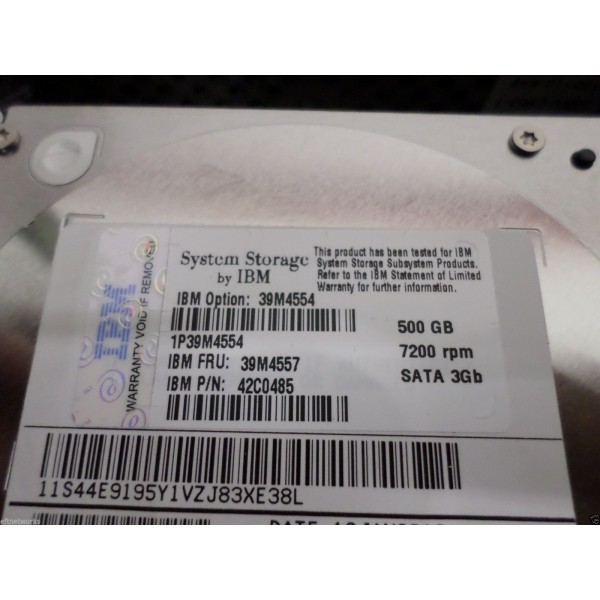 System Storage
by IBM
This product has been tested for IBM
System Storage Subsystem Products.
Refer to the IBM Statement of Limited
Warranty for further information.
IBM Option: 39M4554
1P39M4554
IBM FRU: 39M4557
IBM P/N: 42C0485
500 GB
7200 rpm
SATA 3Gb
WARRANTY VOID IF REMOVED
IBM
11S44E9195Y1VZJ83XE38L